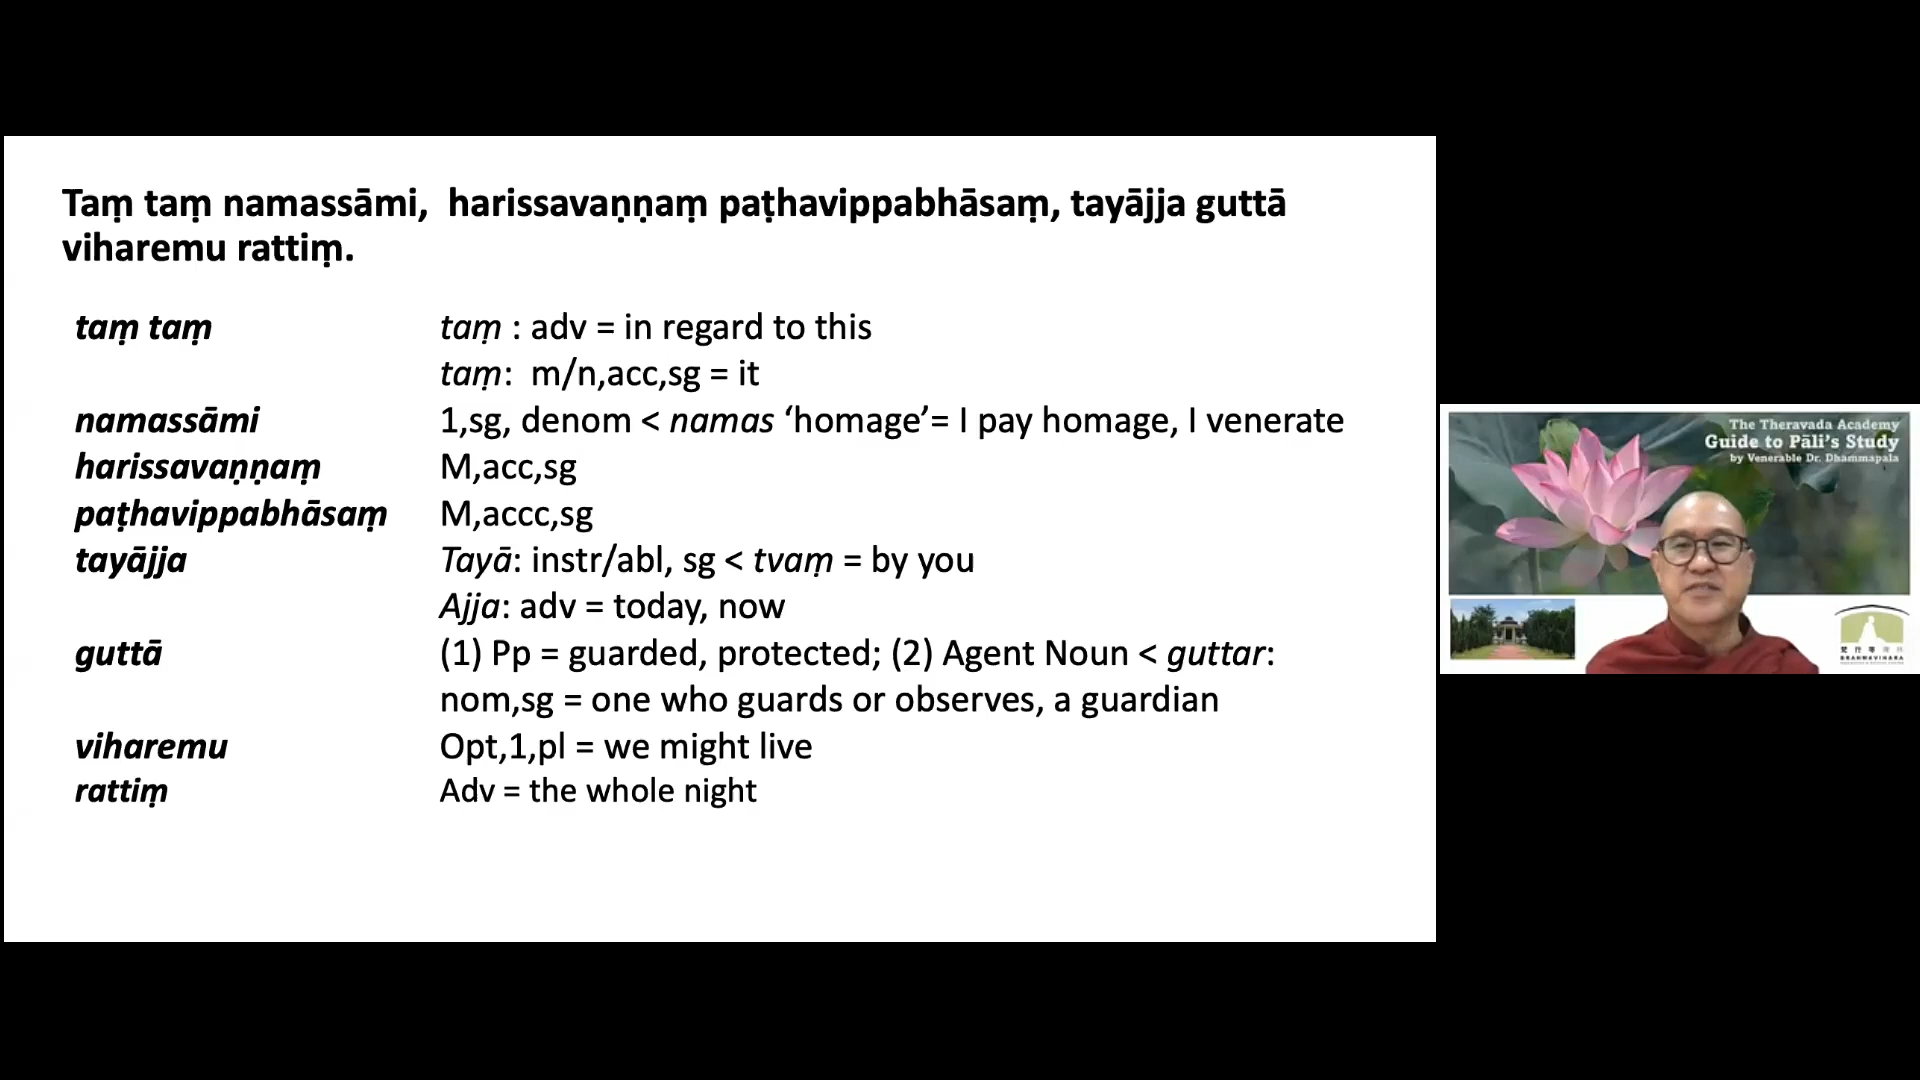 Taṃ taṃ namassāmi,  harissavaṇṇaṃ paṭhavippabhāsaṃ, tayājja guttā
viharemu rattiṃ.
taṃ taṃ taṃ : adv = in regard to this
taṃ:  m/n,acc,sg = it
namassāmi 1,sg, denom < namas ‘homage’= I pay homage, I venerate
harissavaṇṇaṃ M,acc,sg
paṭhavippabhāsaṃ M,accc,sg
tayājja Tayā: instr/abl, sg < tvaṃ = by you
Ajja: adv = today, now
guttā (1) Pp = guarded, protected; (2) Agent Noun < guttar:
nom,sg = one who guards or observes, a guardian
viharemu Opt,1,pl = we might live
rattiṃ Adv = the whole night
The Theravada Academy
Guide to Pāli’s Study
by Venerable Dr. Dhammapala
BRAHMAVIHARA